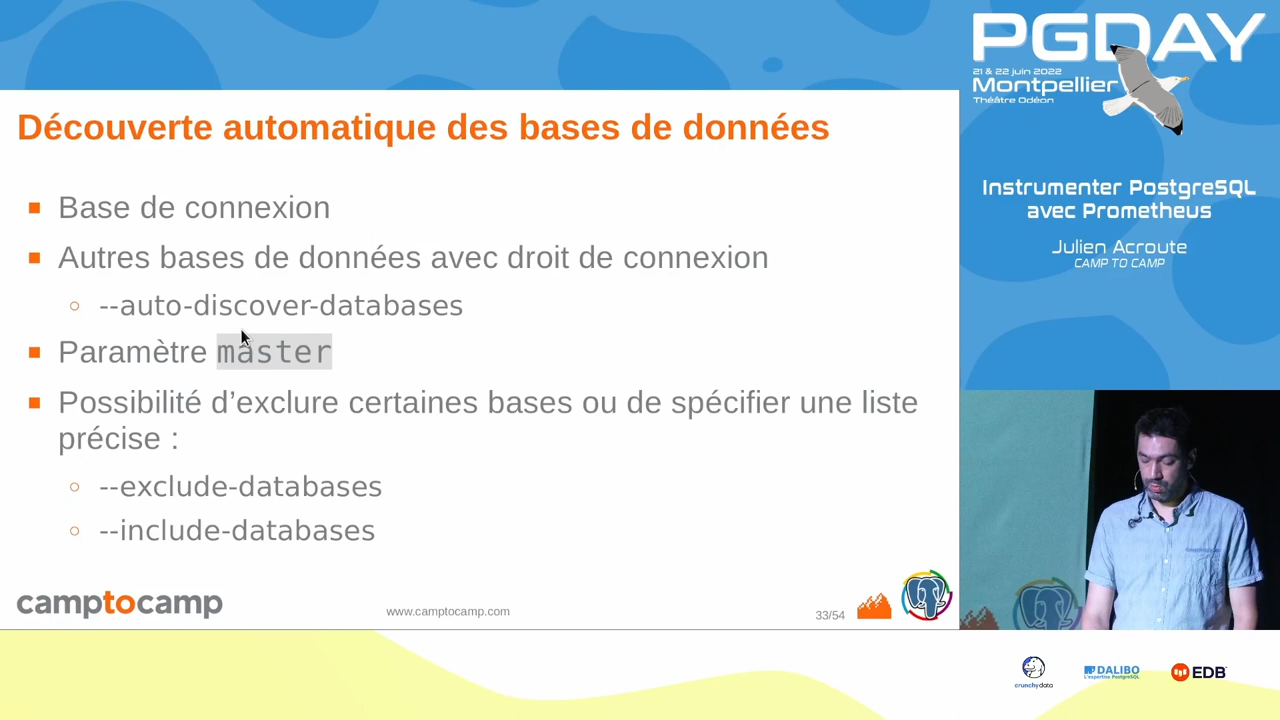 Découverte automatique des bases de données
Base de connexion
Autres bases de données avec droit de connexion
--auto-discover-databases
Paramètre master
Possibilité d’exclure certaines bases ou de spécifier une liste
précise :
--exclude-databases
--include-databases
camptocamp
www.camptocamp.com
33/54
PGDAY
21 & 22 juin 2022
Montpellier
Théâtre Odéon
Instrumenter PostgreSQL
avec Prometheus
Julien Acroute
CAMP TO CAMP
crunchydata
DALIBO
L'expertise PostgreSQL
EDB